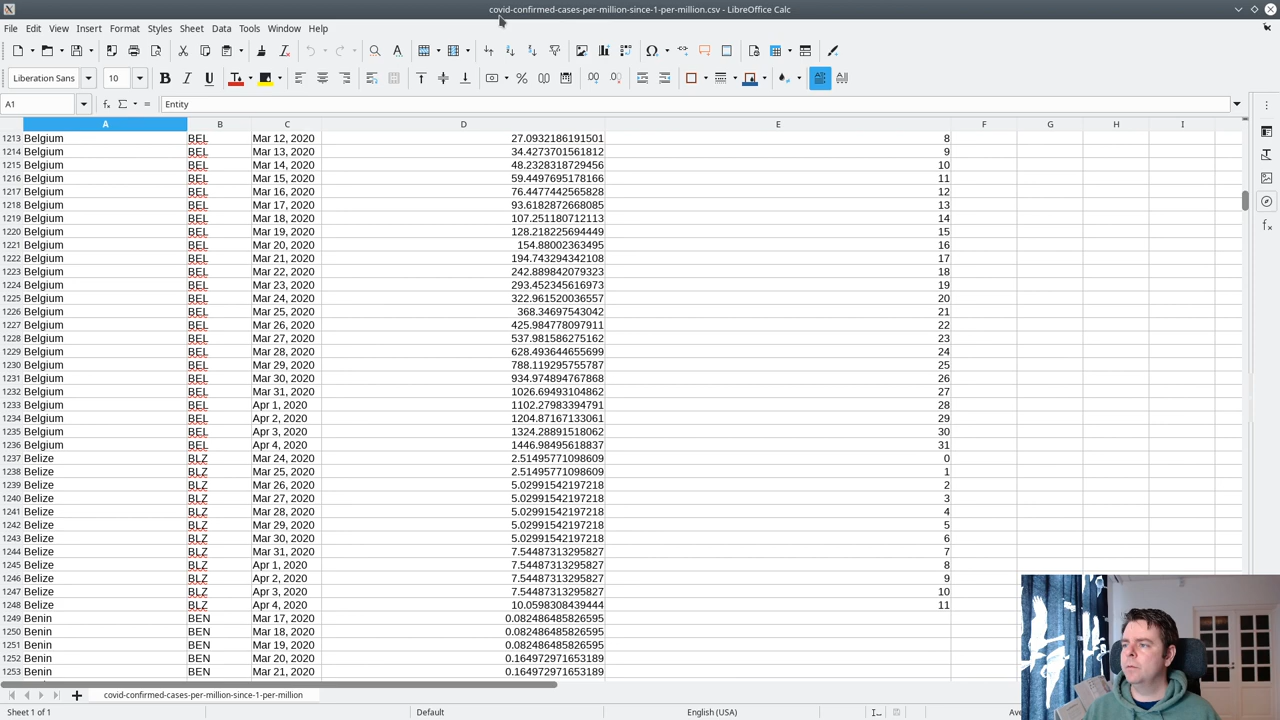 covid-confirmed-cases-per-million-since-1-per-million.csv - LibreOffice Calc
File Edit View Insert Format Styles Sheet Data Tools Window Help
Liberation Sans 10
A1 Entity
A B C D E F G H I
1213 Belgium BEL Mar 12, 2020 27.0932186191501 8
1214 Belgium BEL Mar 13, 2020 34.4273701561812 9
1215 Belgium BEL Mar 14, 2020 48.2328318729456 10
1216 Belgium BEL Mar 15, 2020 59.4497695178166 11
1217 Belgium BEL Mar 16, 2020 76.4477442565828 12
1218 Belgium BEL Mar 17, 2020 93.6182872668085 13
1219 Belgium BEL Mar 18, 2020 107.251180712113 14
1220 Belgium BEL Mar 19, 2020 128.218225694449 15
1221 Belgium BEL Mar 20, 2020 154.88002363495 16
1222 Belgium BEL Mar 21, 2020 194.743294342108 17
1223 Belgium BEL Mar 22, 2020 242.889842079323 18
1224 Belgium BEL Mar 23, 2020 293.452345616973 19
1225 Belgium BEL Mar 24, 2020 322.961520036557 20
1226 Belgium BEL Mar 25, 2020 368.34697543042 21
1227 Belgium BEL Mar 26, 2020 425.984778097911 22
1228 Belgium BEL Mar 27, 2020 537.981586275162 23
1229 Belgium BEL Mar 28, 2020 628.493644655699 24
1230 Belgium BEL Mar 29, 2020 788.119295755787 25
1231 Belgium BEL Mar 30, 2020 934.974894767868 26
1232 Belgium BEL Mar 31, 2020 1026.69493104862 27
1233 Belgium BEL Apr 1, 2020 1102.27983394791 28
1234 Belgium BEL Apr 2, 2020 1204.87167133061 29
1235 Belgium BEL Apr 3, 2020 1324.28891518062 30
1236 Belgium BEL Apr 4, 2020 1446.98495618837 31
1237 Belize BLZ Mar 24, 2020 2.51495771098609 0
1238 Belize BLZ Mar 25, 2020 2.51495771098609 1
1239 Belize BLZ Mar 26, 2020 5.02991542197218 2
1240 Belize BLZ Mar 27, 2020 5.02991542197218 3
1241 Belize BLZ Mar 28, 2020 5.02991542197218 4
1242 Belize BLZ Mar 29, 2020 5.02991542197218 5
1243 Belize BLZ Mar 30, 2020 5.02991542197218 6
1244 Belize BLZ Mar 31, 2020 7.54487313295827 7
1245 Belize BLZ Apr 1, 2020 7.54487313295827 8
1246 Belize BLZ Apr 2, 2020 7.54487313295827 9
1247 Belize BLZ Apr 3, 2020 7.54487313295827 10
1248 Belize BLZ Apr 4, 2020 10.0598308439444 11
1249 Benin BEN Mar 17, 2020 0.082486485826595
1250 Benin BEN Mar 18, 2020 0.082486485826595
1251 Benin BEN Mar 19, 2020 0.082486485826595
1252 Benin BEN Mar 20, 2020 0.164972971653189
1253 Benin BEN Mar 21, 2020 0.164972971653189
covid-confirmed-cases-per-million-since-1-per-million
Sheet 1 of 1 Default English (USA)